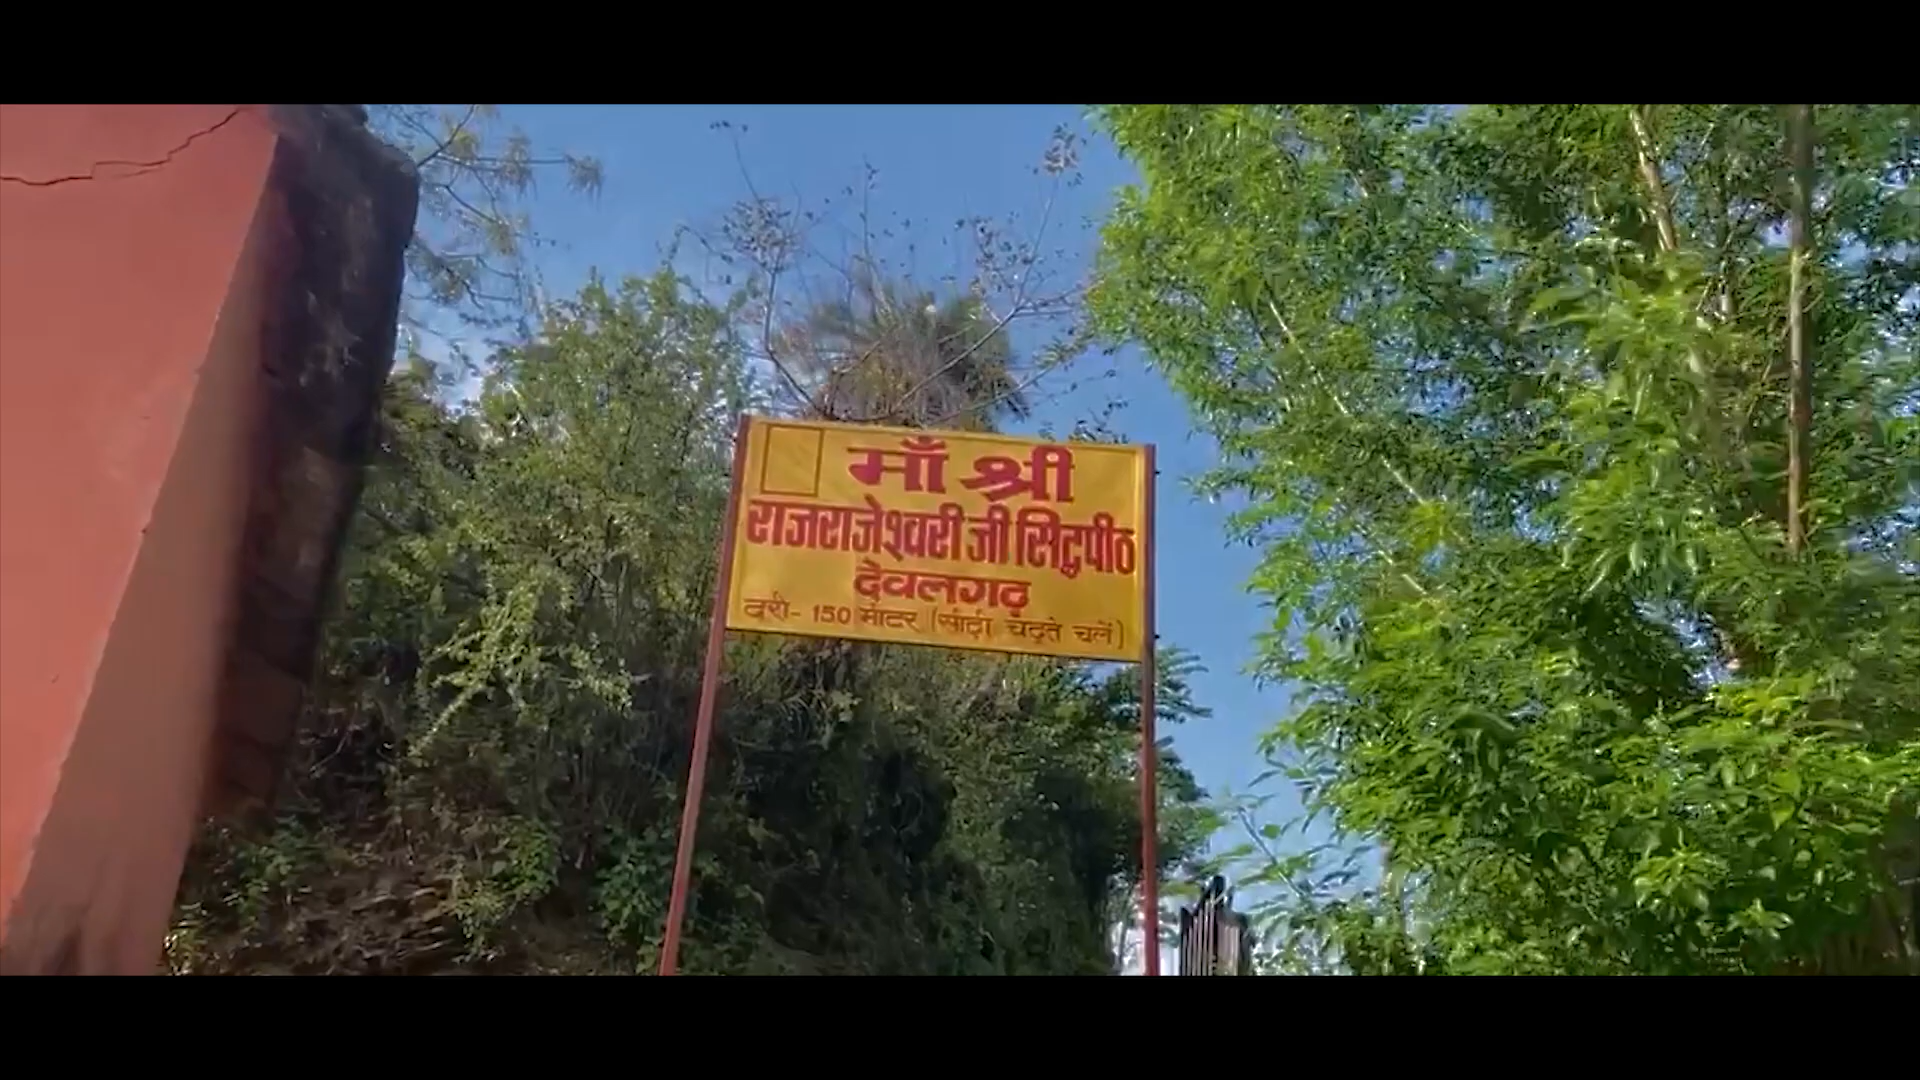 माँ श्री
राजराजेश्वरी जी सिद्धपीठ
देवलगढ़
दूरी- 150 मीटर (सीढ़ी चढ़ते चलें)